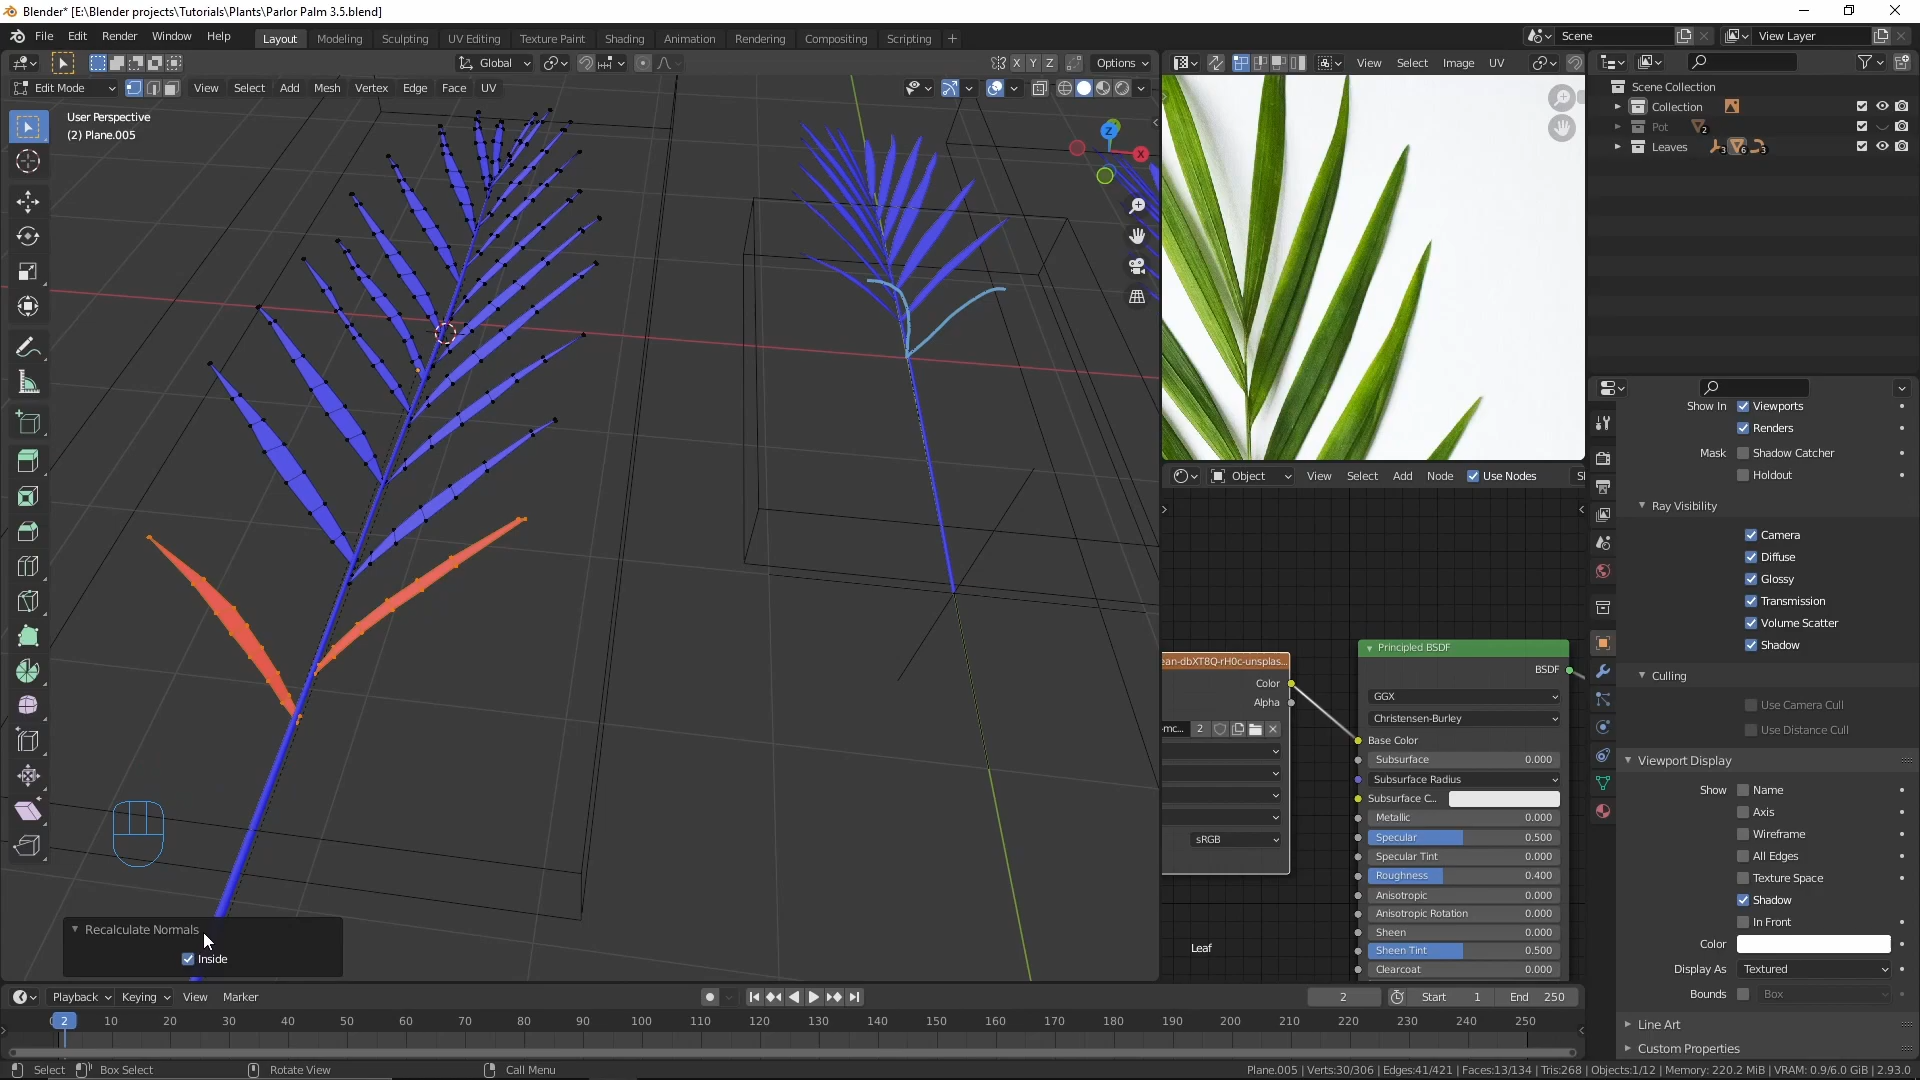 Blender* [E:\Blender projects\Tutorials\Plants\Parlor Palm 3.5.blend]
File Edit Render Window Help Layout Modeling Sculpting UV Editing Texture Paint Shading Animation Rendering Compositing Scripting + Scene View Layer
Global X Y Z Options View Select Image UV
Edit Mode View Select Add Mesh Vertex Edge Face UV
User Perspective
(2) Plane.005
Z
X
Scene Collection
Collection
Pot 2
Leaves 3 6 3
Show In Viewports
Renders
Mask Shadow Catcher
Holdout
Ray Visibility
Camera
Diffuse
Glossy
Transmission
Volume Scatter
Shadow
Culling
Use Camera Cull
Use Distance Cull
Viewport Display
Show Name
Axis
Wireframe
All Edges
Texture Space
Shadow
In Front
Color
Display As Textured
Bounds Box
Line Art
Custom Properties
Object View Select Add Node Use Nodes
ean-dbXT8Q-rH0c-unsplas...
Color
Alpha
-mc... 2
sRGB
Principled BSDF
BSDF
GGX
Christensen-Burley
Base Color
Subsurface 0.000
Subsurface Radius
Subsurface C...
Metallic 0.000
Specular 0.500
Specular Tint 0.000
Roughness 0.400
Anisotropic 0.000
Anisotropic Rotation 0.000
Sheen 0.000
Sheen Tint 0.500
Clearcoat 0.000
Leaf
Recalculate Normals
Inside
Playback Keying View Marker 2 Start 1 End 250
2 10 20 30 40 50 60 70 80 90 100 110 120 130 140 150 160 170 180 190 200 210 220 230 240 250
Select Box Select Rotate View Call Menu Plane.005 | Verts:30/306 | Edges:41/421 | Faces:13/134 | Tris:268 | Objects:1/12 | Memory: 220.2 MiB | VRAM: 0.9/6.0 GiB | 2.93.0